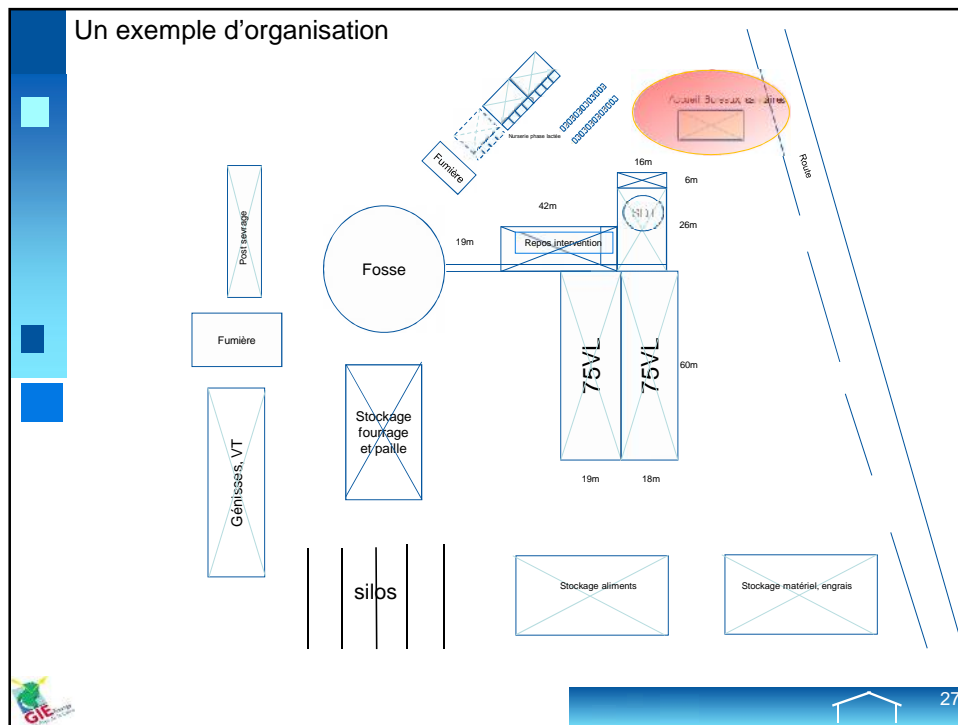 Un exemple d'organisation
Accueil Bureaux, sanitaires
Nurserie phase lactée
Route
Fumière
16m
6m
SDT
26m
42m
Post sevrage
19m
Repos intervention
Fosse
Fumière
75VL
75VL
60m
Stockage
fourrage
et paille
Génisses, VT
19m
18m
silos
Stockage aliments
Stockage matériel, engrais
GIE
27